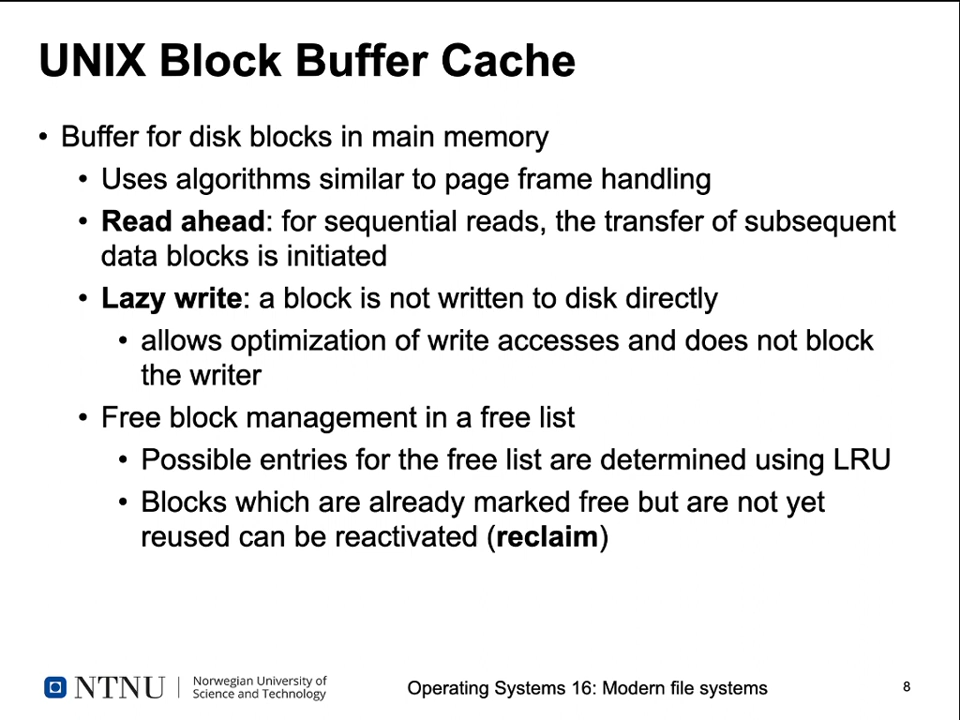 UNIX Block Buffer Cache
• Buffer for disk blocks in main memory
• Uses algorithms similar to page frame handling
• Read ahead: for sequential reads, the transfer of subsequent
data blocks is initiated
• Lazy write: a block is not written to disk directly
• allows optimization of write accesses and does not block
the writer
• Free block management in a free list
• Possible entries for the free list are determined using LRU
• Blocks which are already marked free but are not yet
reused can be reactivated (reclaim)
NTNU
Norwegian University of
Science and Technology
Operating Systems 16: Modern file systems
8